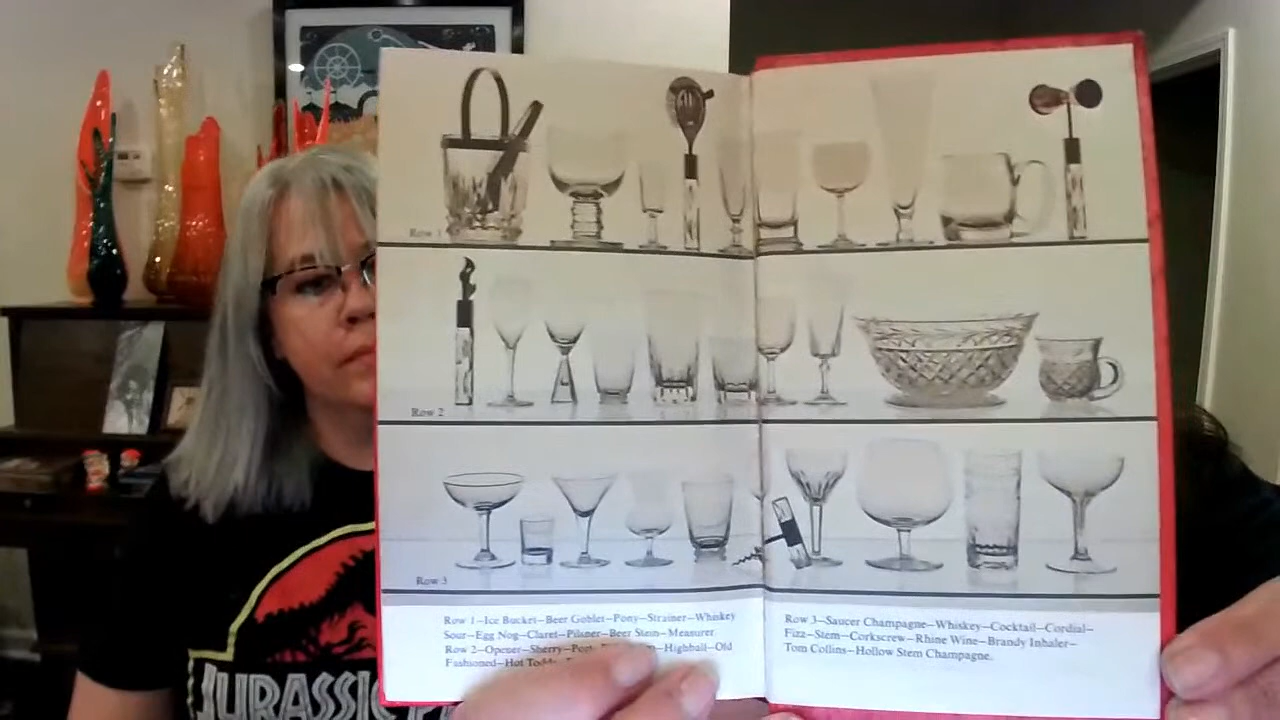 Row 1
Row 2
Row 3
Row 1—Ice Bucket—Beer Goblet—Pony—Strainer—Whiskey
Sour—Egg Nog—Claret—Pilsner—Beer Stein—Measurer
Row 2—Opener—Sherry—Port— —Highball—Old
Fashioned—Hot Toddy
Row 3—Saucer Champagne—Whiskey—Cocktail—Cordial—
Fizz—Stem—Corkscrew—Rhine Wine—Brandy Inhaler—
Tom Collins—Hollow Stem Champagne.
JURASSIC